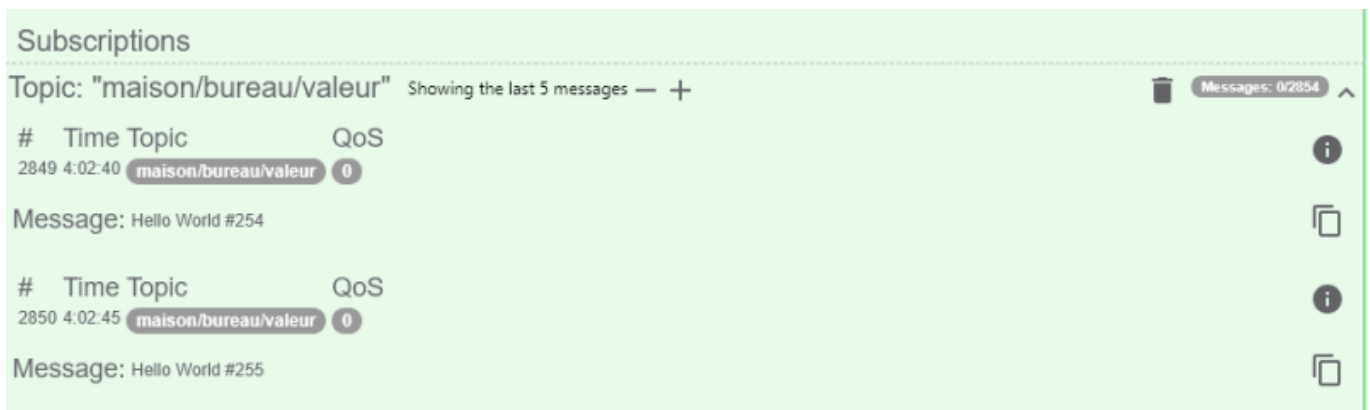 Subscriptions
Topic: "maison/bureau/valeur" Showing the last 5 messages — + Messages: 0/2854
# Time Topic QoS
2849 4:02:40 maison/bureau/valeur 0
Message: Hello World #254
# Time Topic QoS
2850 4:02:45 maison/bureau/valeur 0
Message: Hello World #255